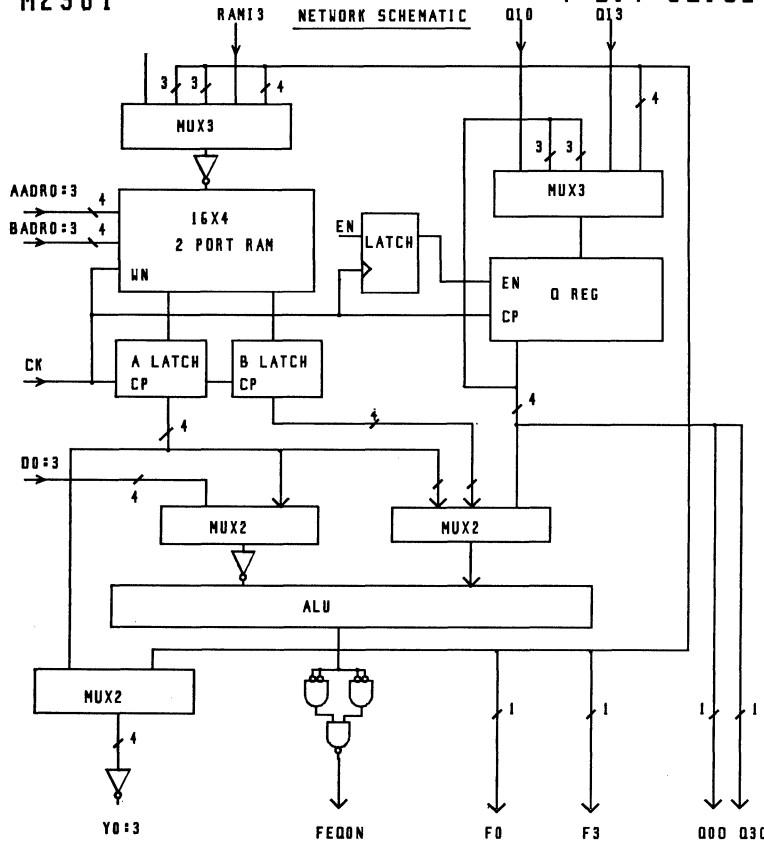 M2901
RAMI3
NETWORK SCHEMATIC
QI0
QI3
3
3
4
MUX3
4
3
3
MUX3
AADR0:3
4
BADR0:3
4
16X4
2 PORT RAM
WN
EN
LATCH
EN
Q REG
CP
CK
A LATCH
CP
B LATCH
CP
4
4
4
D0:3
4
MUX2
MUX2
ALU
MUX2
4
1
1
1
1
Y0:3
FEQ0N
F0
F3
Q00
Q30